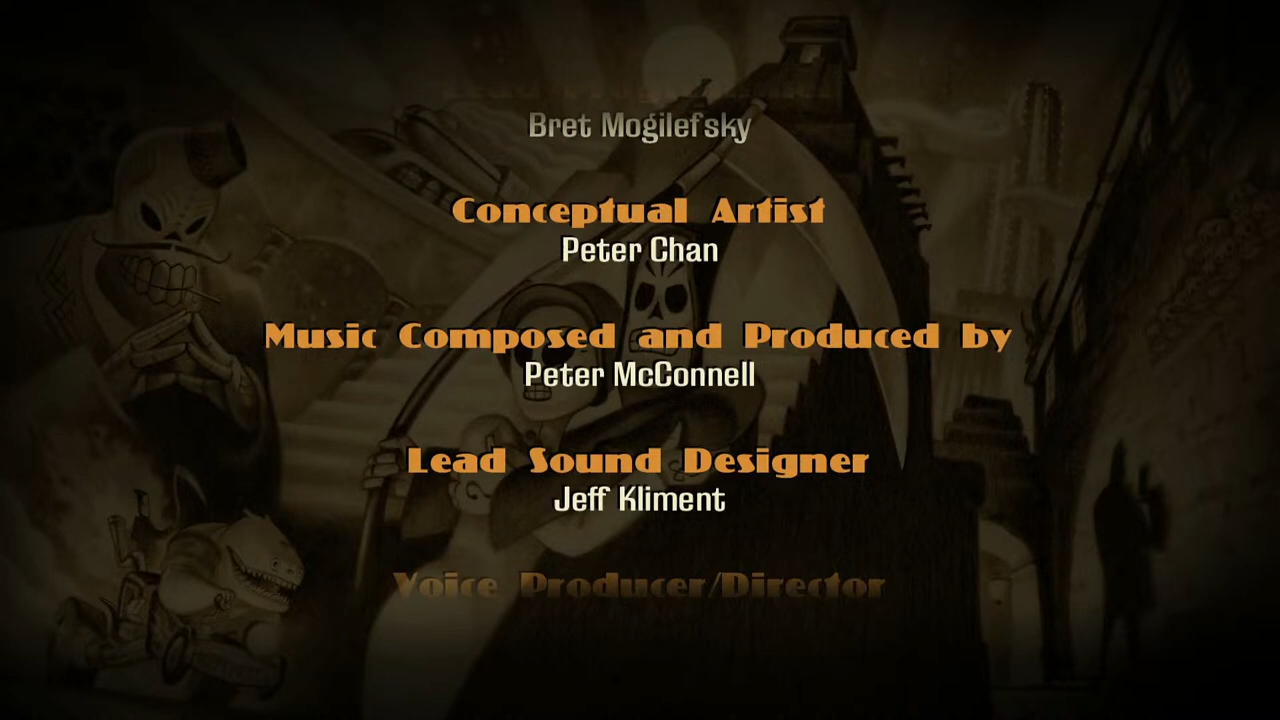 Bret Mogilefsky
Conceptual Artist
Peter Chan
Music Composed and Produced by
Peter McConnell
Lead Sound Designer
Jeff Kliment
Voice Producer/Director